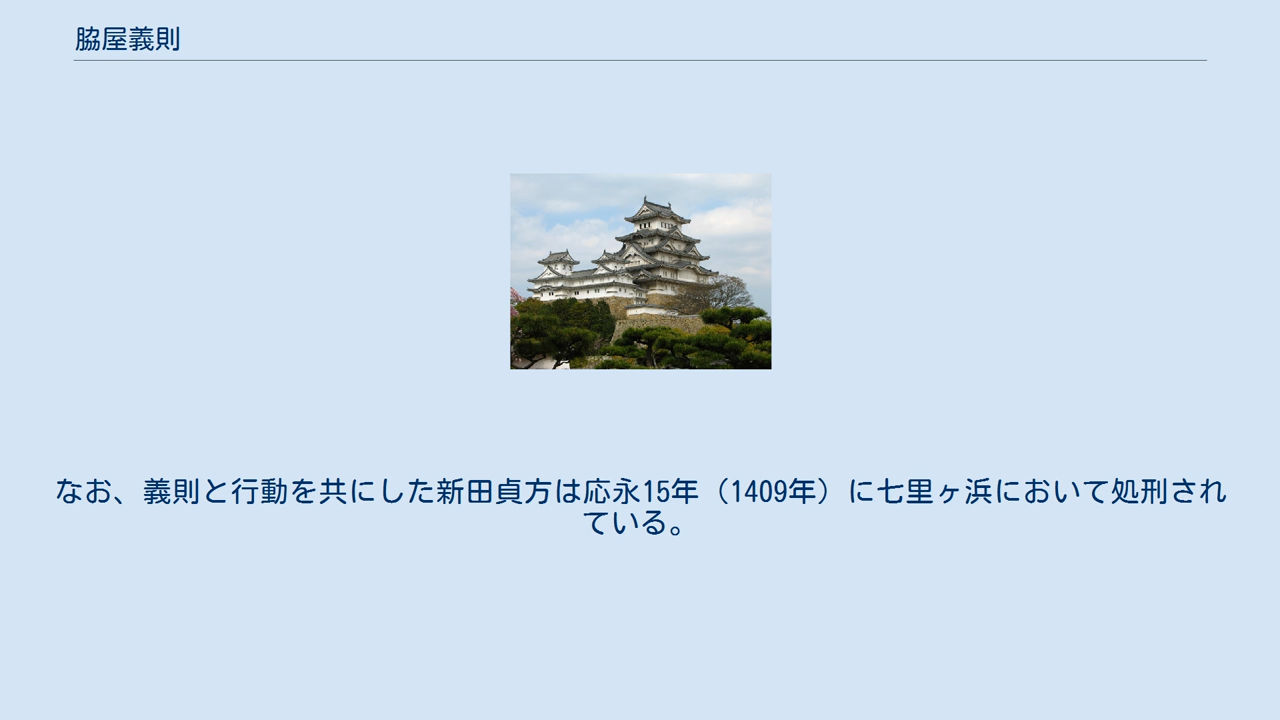 脇屋義則
なお、義則と行動を共にした新田貞方は応永15年（1409年）に七里ヶ浜において処刑され
ている。